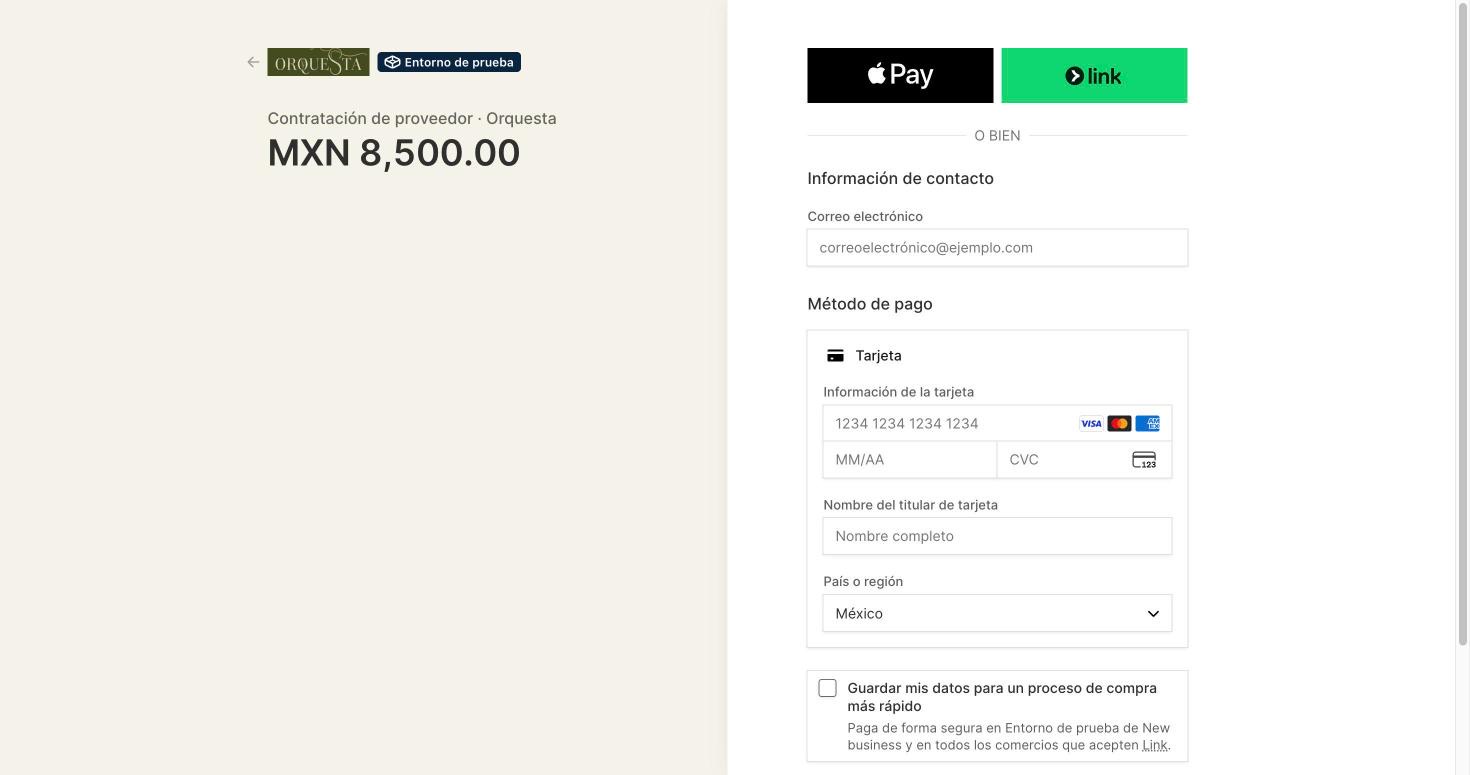 ORQUESTA
Entorno de prueba
Contratación de proveedor · Orquesta
MXN 8,500.00
Pay
link
O BIEN
Información de contacto
Correo electrónico
correoelectrónico@ejemplo.com
Método de pago
Tarjeta
Información de la tarjeta
1234 1234 1234 1234
VISA
AM
EX
MM/AA
CVC
123
Nombre del titular de tarjeta
Nombre completo
País o región
México
Guardar mis datos para un proceso de compra
más rápido
Paga de forma segura en Entorno de prueba de New
business y en todos los comercios que acepten Link.